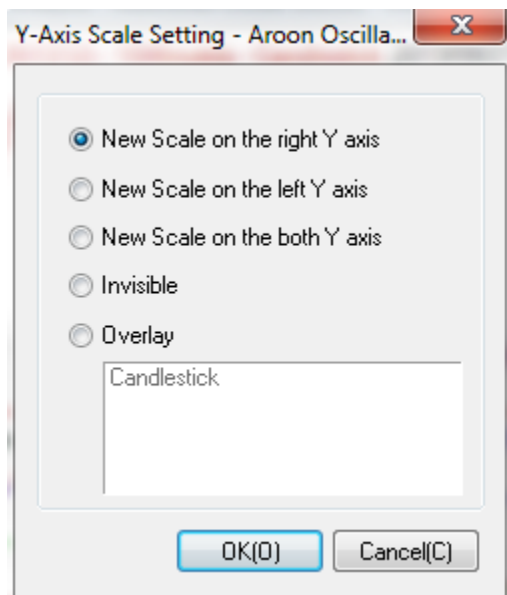 Y-Axis Scale Setting - Aroon Oscilla...
New Scale on the right Y axis
New Scale on the left Y axis
New Scale on the both Y axis
Invisible
Overlay
Candlestick
OK(O)
Cancel(C)